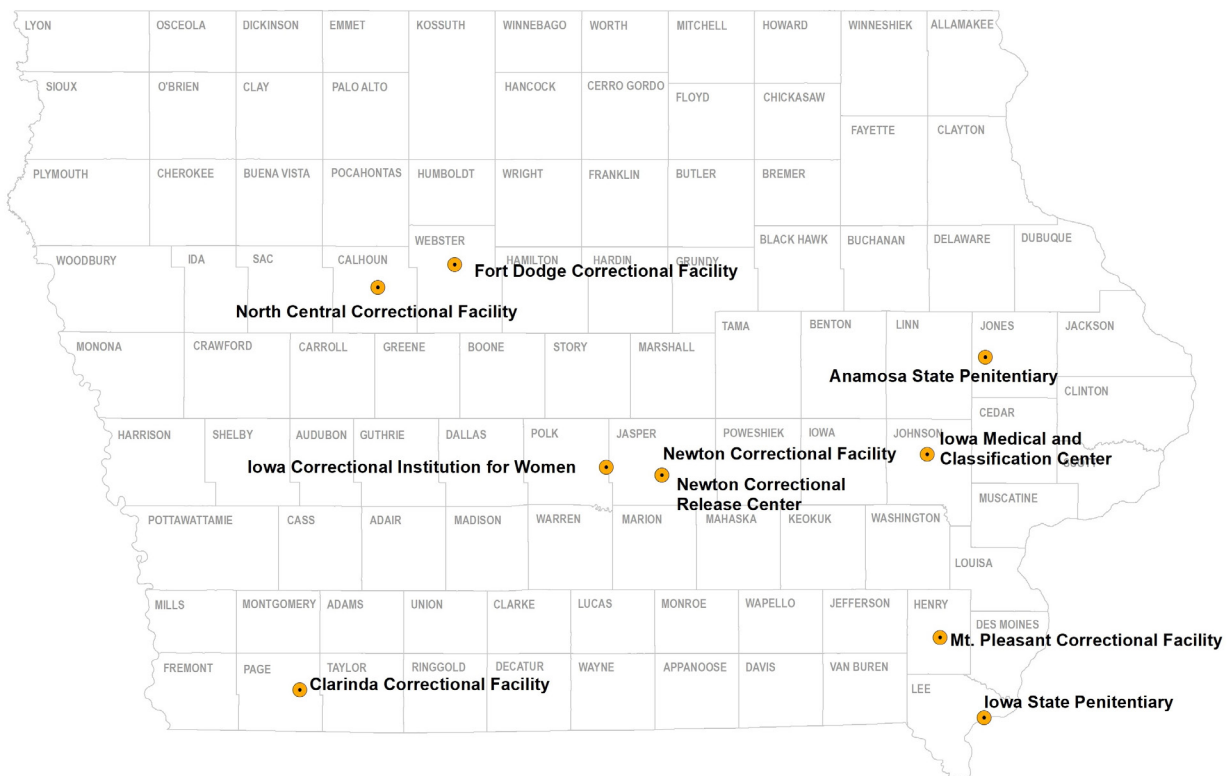 LYON OSCEOLA DICKINSON EMMET KOSSUTH WINNEBAGO WORTH MITCHELL HOWARD WINNESHIEK ALLAMAKEE
SIOUX O'BRIEN CLAY PALO ALTO HANCOCK CERRO GORDO
FLOYD CHICKASAW
FAYETTE CLAYTON
PLYMOUTH CHEROKEE BUENA VISTA POCAHONTAS HUMBOLDT WRIGHT FRANKLIN BUTLER BREMER
WEBSTER BLACK HAWK BUCHANAN DELAWARE DUBUQUE
WOODBURY IDA SAC CALHOUN HAMILTON HARDIN GRUNDY
Fort Dodge Correctional Facility
North Central Correctional Facility
TAMA BENTON LINN JONES JACKSON
MONONA CRAWFORD CARROLL GREENE BOONE STORY MARSHALL
Anamosa State Penitentiary
CLINTON
CEDAR
HARRISON SHELBY AUDUBON GUTHRIE DALLAS POLK JASPER POWESHIEK IOWA JOHNSON
Iowa Medical and
Classification Center
SCOTT
Newton Correctional Facility
Iowa Correctional Institution for Women
Newton Correctional
Release Center
MUSCATINE
POTTAWATTAMIE CASS ADAIR MADISON WARREN MARION MAHASKA KEOKUK WASHINGTON
LOUISA
MILLS MONTGOMERY ADAMS UNION CLARKE LUCAS MONROE WAPELLO JEFFERSON HENRY
DES MOINES
Mt. Pleasant Correctional Facility
FREMONT PAGE TAYLOR RINGGOLD DECATUR WAYNE APPANOOSE DAVIS VAN BUREN
Clarinda Correctional Facility
LEE
Iowa State Penitentiary